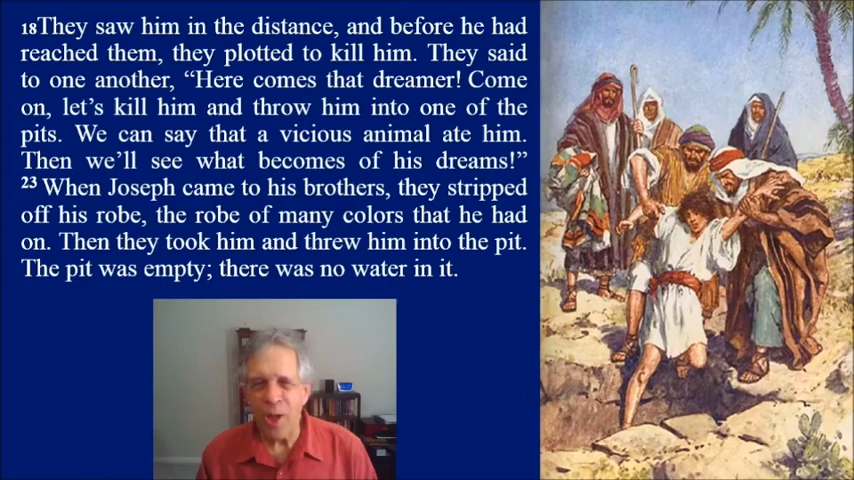 18They saw him in the distance, and before he had
reached them, they plotted to kill him. They said
to one another, “Here comes that dreamer! Come
on, let’s kill him and throw him into one of the
pits. We can say that a vicious animal ate him.
Then we’ll see what becomes of his dreams!”
23 When Joseph came to his brothers, they stripped
off his robe, the robe of many colors that he had
on. Then they took him and threw him into the pit.
The pit was empty; there was no water in it.